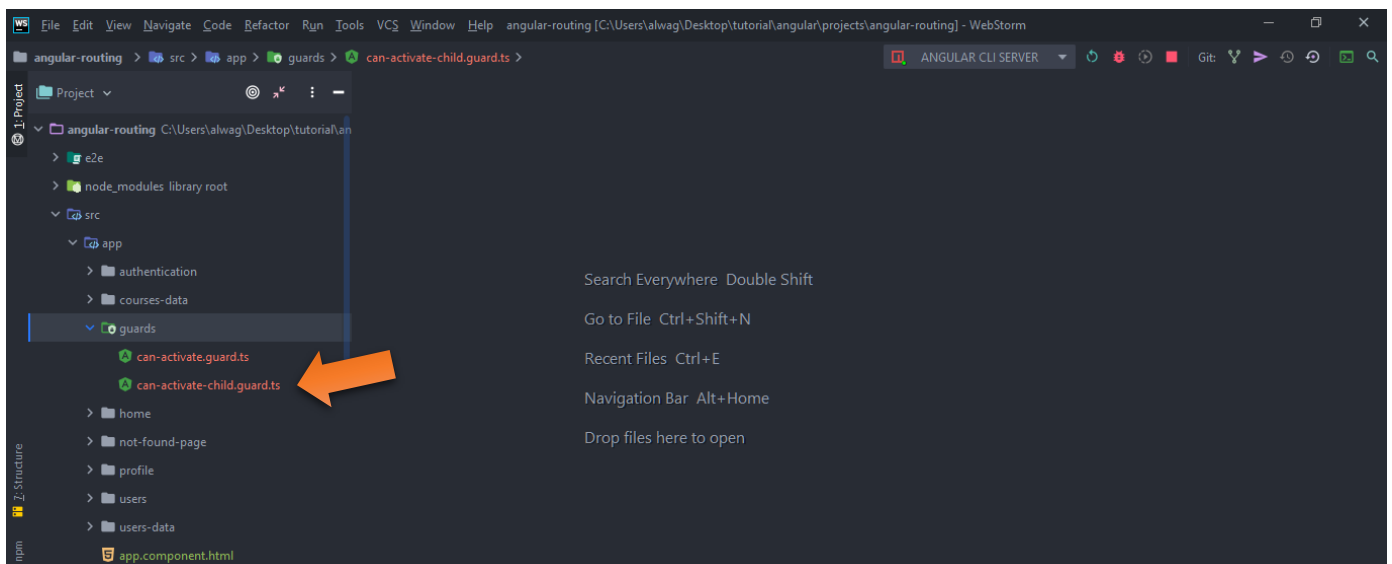 WS File Edit View Navigate Code Refactor Run Tools VCS Window Help angular-routing [C:\Users\alwag\Desktop\tutorial\angular\projects\angular-routing] - WebStorm
angular-routing > src > app > guards > can-activate-child.guard.ts > ANGULAR CLI SERVER Git:
1: Project
Project
angular-routing C:\Users\alwag\Desktop\tutorial\an
e2e
node_modules library root
src
app
authentication
courses-data
guards
can-activate.guard.ts
can-activate-child.guard.ts
home
not-found-page
profile
users
users-data
app.component.html
Search Everywhere Double Shift
Go to File Ctrl+Shift+N
Recent Files Ctrl+E
Navigation Bar Alt+Home
Drop files here to open
7: Structure
npm